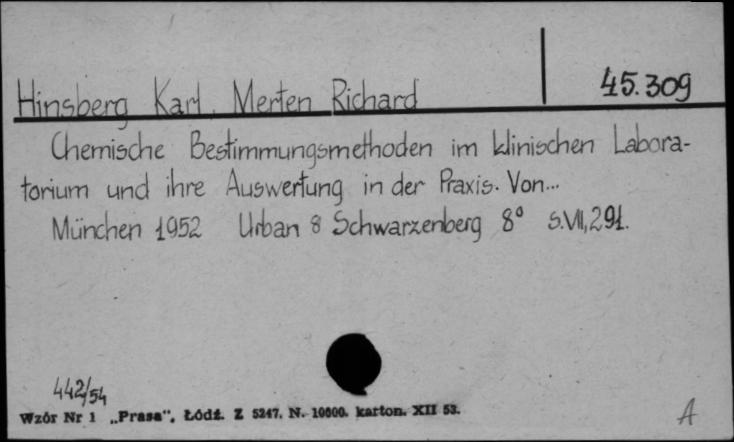 45.309
Hinsberg Karl, Merten Richard
Chemische Bestimmungsmethoden im klinischen Labora-
torium und ihre Auswertung in der Praxis. Von...
München 1952 Urban & Schwarzenberg 8° S.VII,291.
442/54
Wzór Nr 1 „Prasa“, Łódź. Z 5247. N. 10000. karton. XII 53.
A